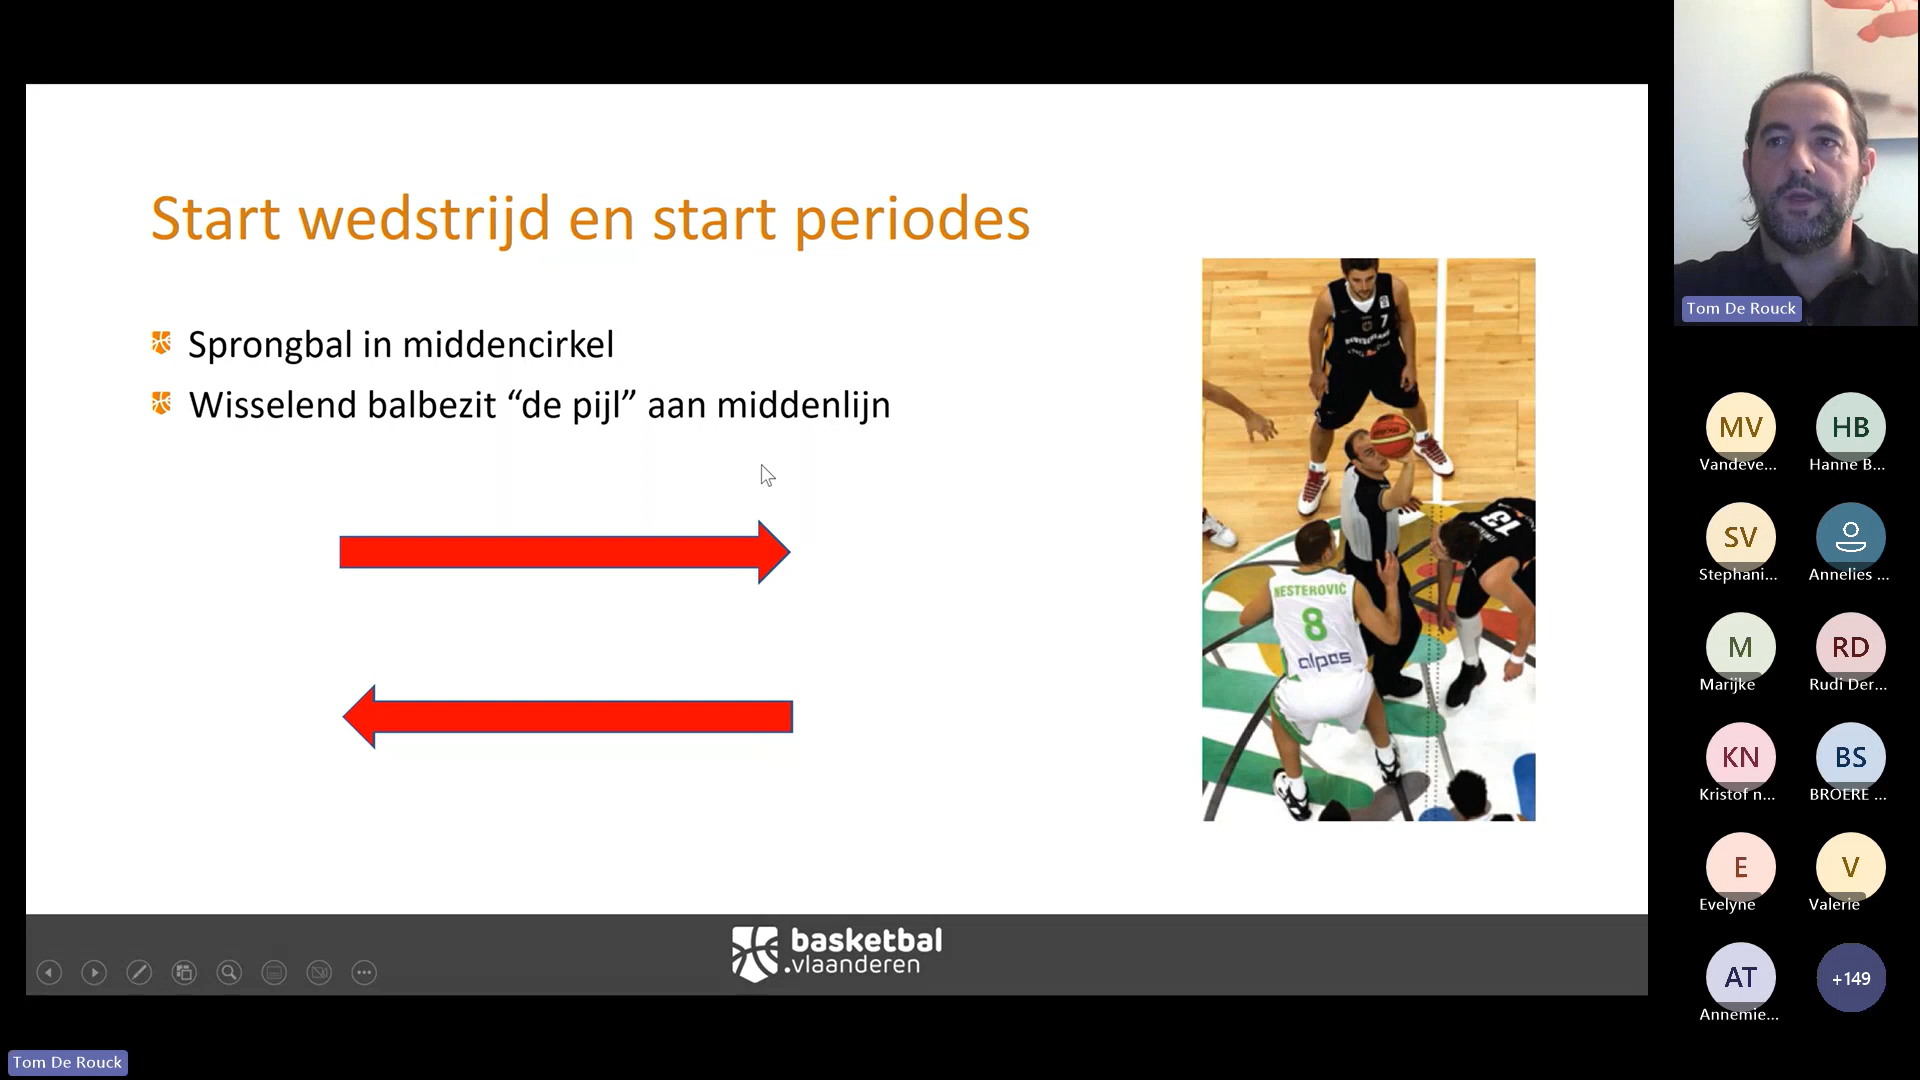 Start wedstrijd en start periodes
Sprongbal in middencirkel
Wisselend balbezit “de pijl” aan middenlijn
7
13
NESTEROVIČ
8
alpos
basketbal
.vlaanderen
Tom De Rouck
Tom De Rouck
MV
HB
Vandeve...
Hanne B...
SV
Stephani...
Annelies ...
M
RD
Marijke
Rudi Der...
KN
BS
Kristof n...
BROERE ...
E
V
Evelyne
Valerie
AT
+149
Annemie...